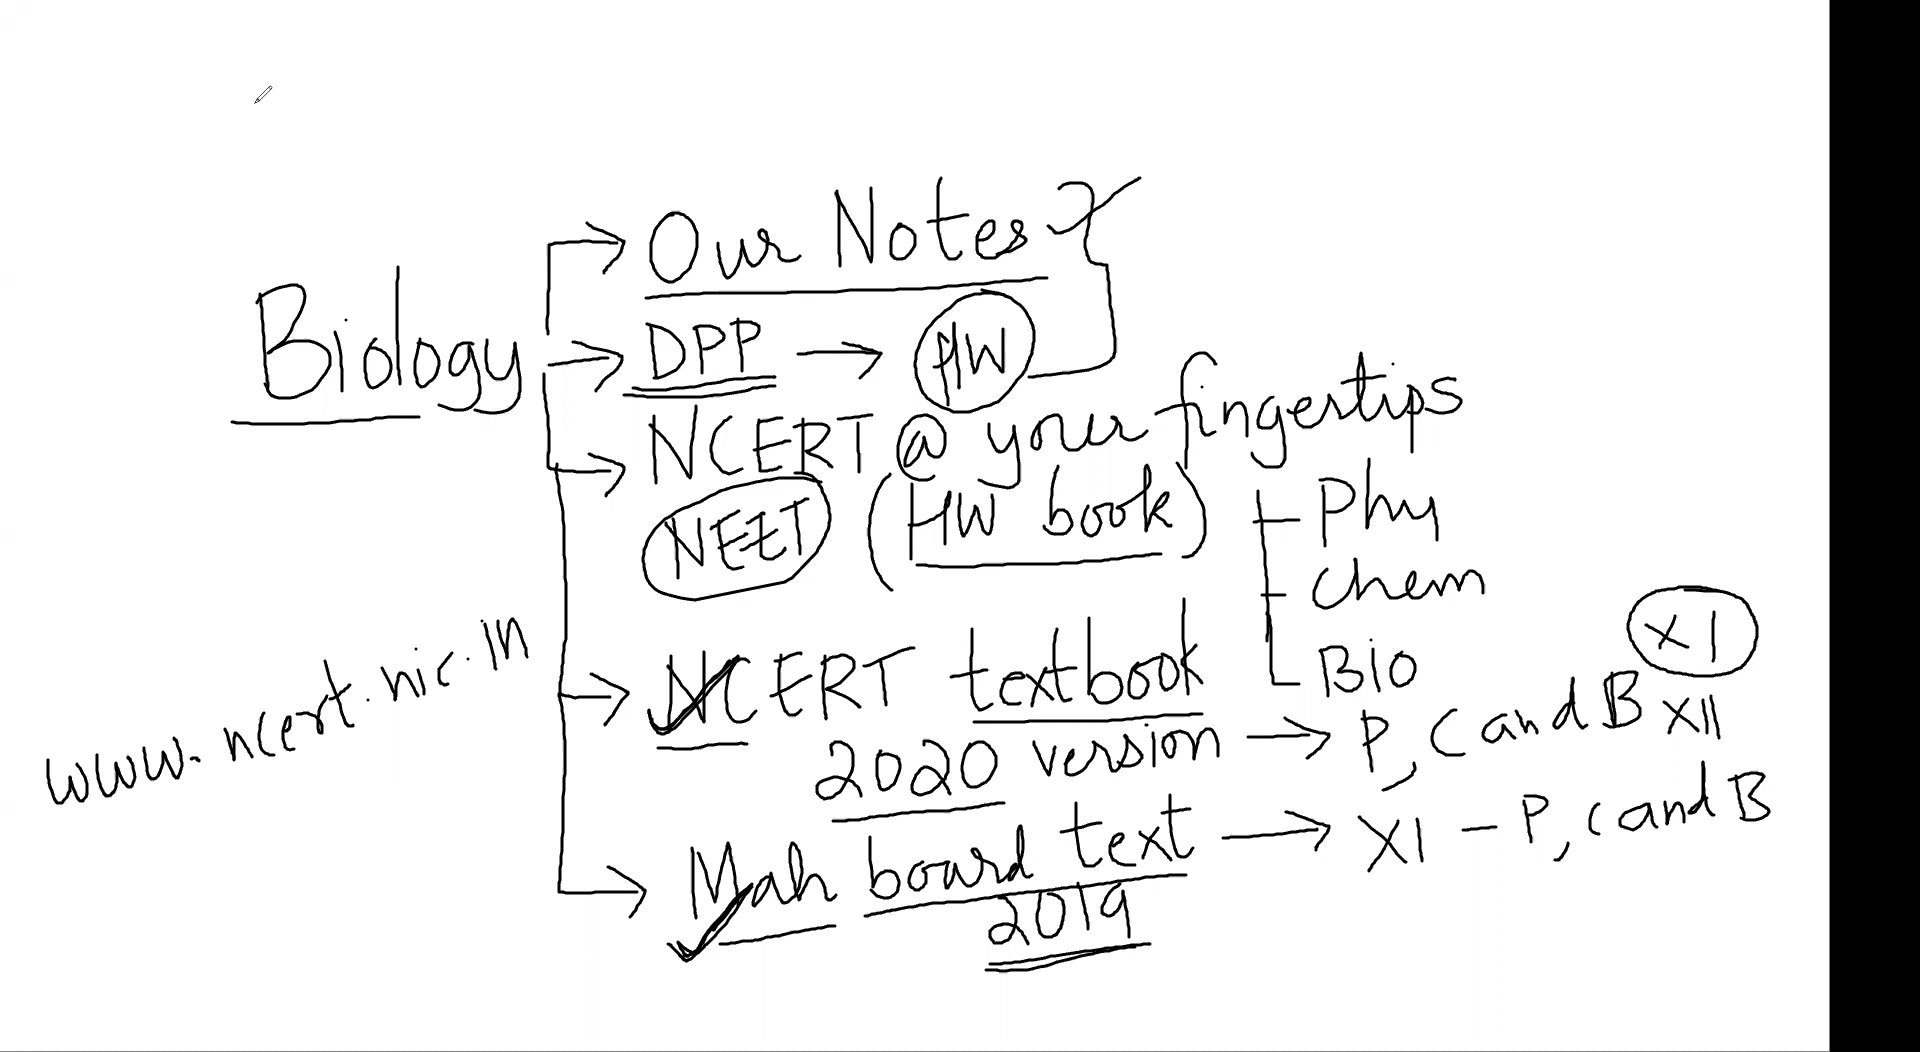 Our Notes
Biology
DPP → HW
NCERT @ your fingertips
NEET (HW book)
Phy
Chem
Bio
XI
www.ncert.nic.in
NCERT textbook
2020 version → P, C and B XII
Mah board text → XI - P, C and B
2019